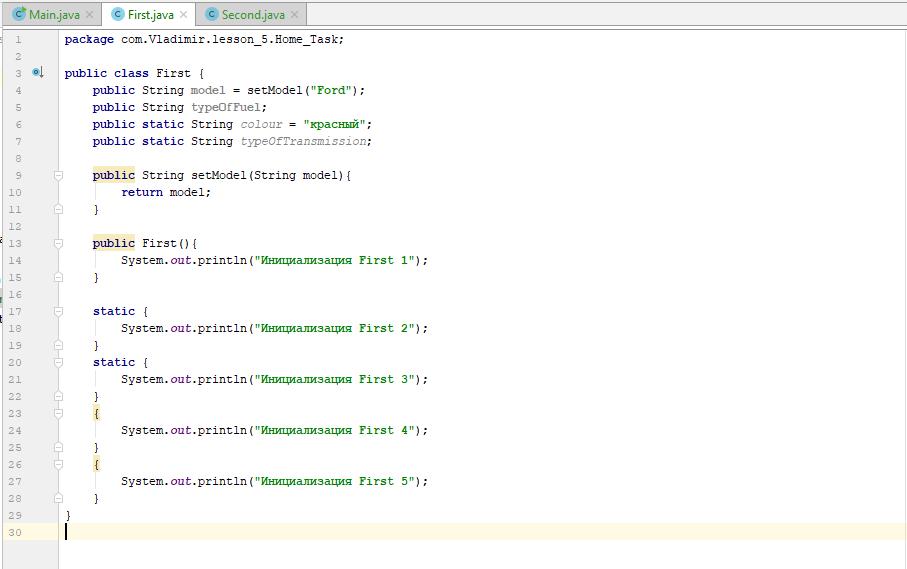 Main.java First.java Second.java
1 package com.Vladimir.lesson_5.Home_Task;
2
3 public class First {
4 public String model = setModel("Ford");
5 public String typeOfFuel;
6 public static String colour = "красный";
7 public static String typeOfTransmission;
8
9 public String setModel(String model){
10 return model;
11 }
12
13 public First(){
14 System.out.println("Инициализация First 1");
15 }
16
17 static {
18 System.out.println("Инициализация First 2");
19 }
20 static {
21 System.out.println("Инициализация First 3");
22 }
23 {
24 System.out.println("Инициализация First 4");
25 }
26 {
27 System.out.println("Инициализация First 5");
28 }
29 }
30